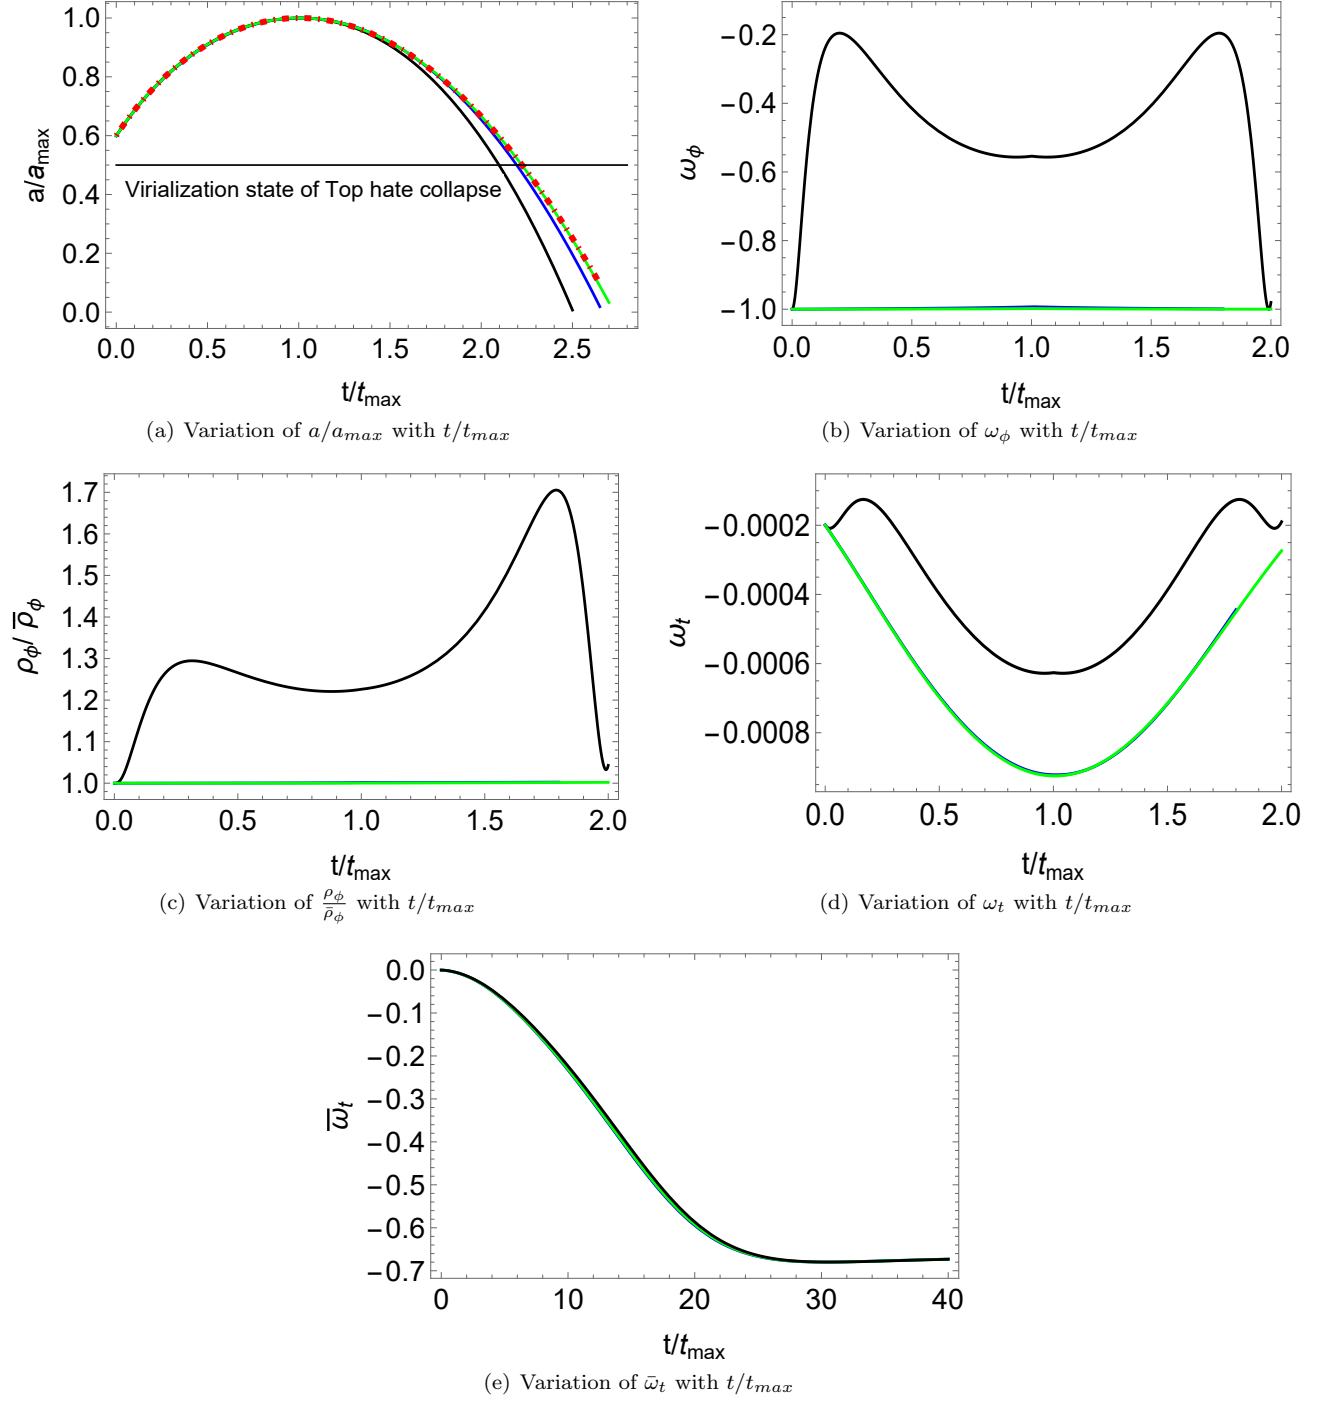 1.0
0.8
0.6
0.4
0.2
0.0
a/a_max
Virialization state of Top hate collapse
0.0 0.5 1.0 1.5 2.0 2.5
t/t_max
(a) Variation of a/a_max with t/t_max
−0.2
−0.4
−0.6
−0.8
−1.0
ω_ϕ
0.0 0.5 1.0 1.5 2.0
t/t_max
(b) Variation of ω_ϕ with t/t_max
1.7
1.6
1.5
1.4
1.3
1.2
1.1
1.0
ρ_ϕ/ρ̅_ϕ
0.0 0.5 1.0 1.5 2.0
t/t_max
(c) Variation of ρ_ϕ/ρ̄_ϕ with t/t_max
−0.0002
−0.0004
−0.0006
−0.0008
ω_t
0.0 0.5 1.0 1.5 2.0
t/t_max
(d) Variation of ω_t with t/t_max
0.0
−0.1
−0.2
−0.3
−0.4
−0.5
−0.6
−0.7
ω̅_t
0 10 20 30 40
t/t_max
(e) Variation of ω̄_t with t/t_max